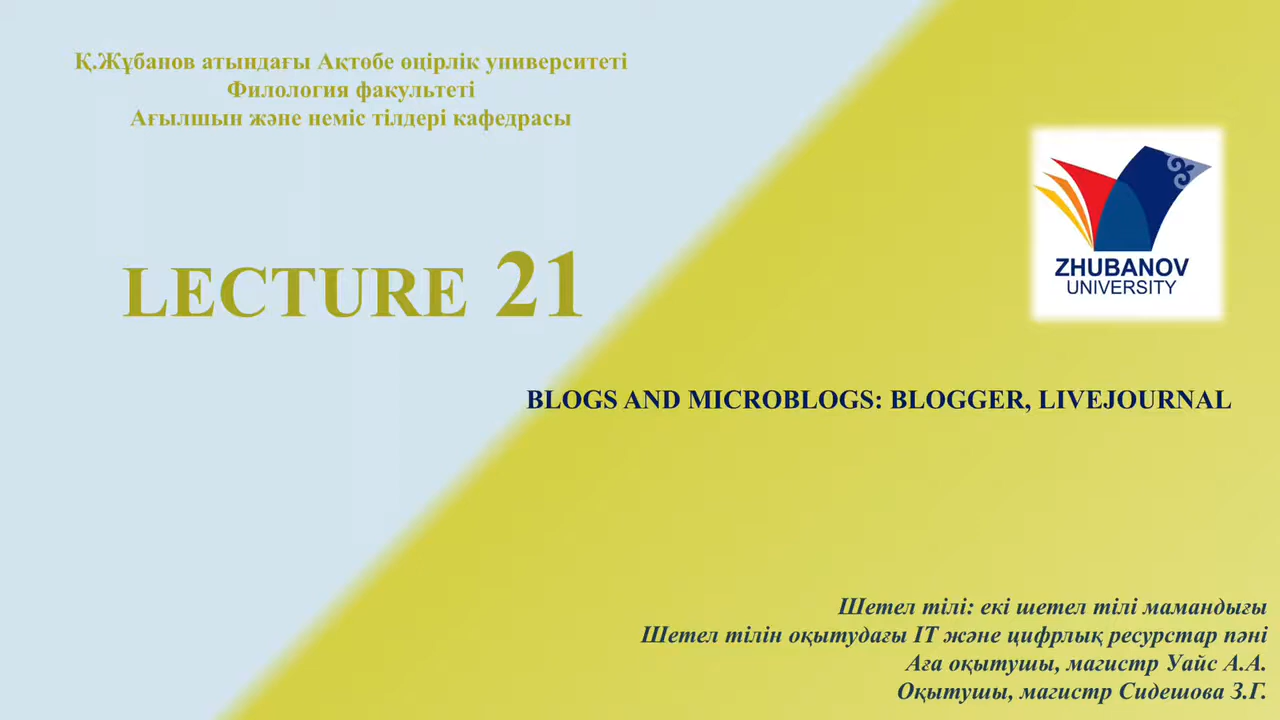 Қ.Жұбанов атындағы Ақтөбе өңірлік университеті
Филология факультеті
Ағылшын және неміс тілдері кафедрасы
LECTURE 21
ZHUBANOV
UNIVERSITY
BLOGS AND MICROBLOGS: BLOGGER, LIVEJOURNAL
Шетел тілі: екі шетел тілі мамандығы
Шетел тілін оқытудағы IT және цифрлық ресурстар пәні
Аға оқытушы, магистр Уайс А.А.
Оқытушы, магистр Сидешова З.Г.